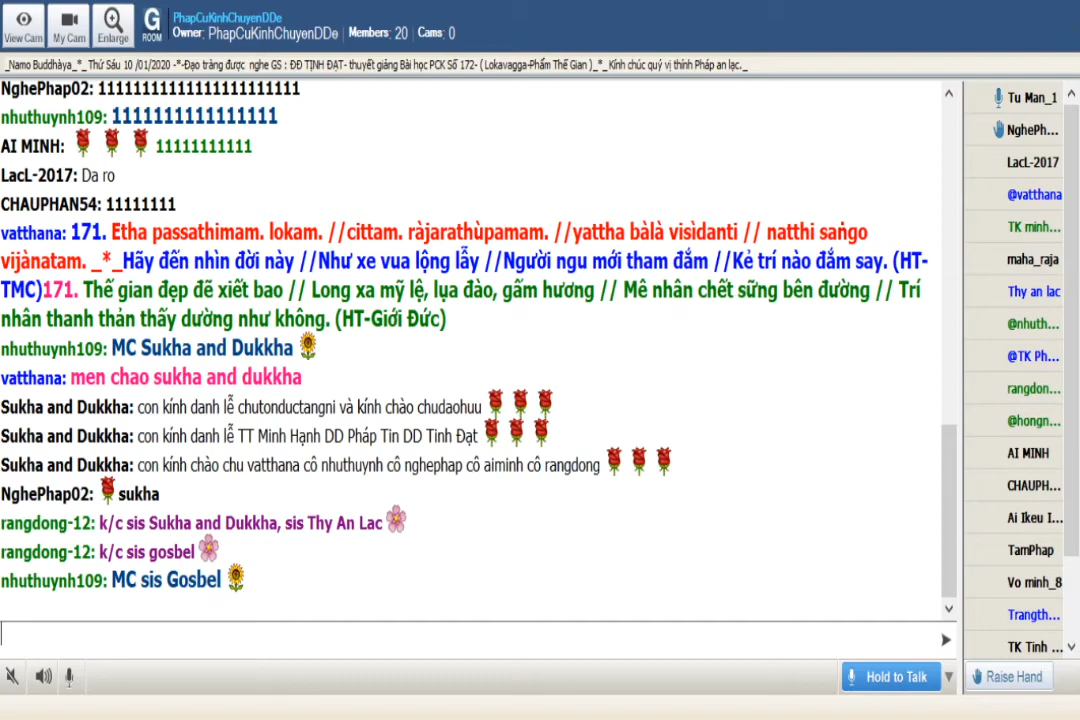 View Cam My Cam Enlarge G ROOM PhapCuKinhChuyenDDe
Owner: PhapCuKinhChuyenDDe Members: 20 Cams: 0
_Namo Buddhàya_*_ Thứ Sáu 10 /01/2020 -*-Đạo tràng được nghe GS : ĐĐ TỊNH ĐẠT- thuyết giảng Bài học PCK Số 172- ( Lokavagga-Phẩm Thế Gian )_*_ Kính chúc quý vị thính Pháp an lạc._
NghePhap02: 11111111111111111111111
nhuthuynh109: 1111111111111111
AI MINH: 11111111111
LacL-2017: Da ro
CHAUPHAN54: 11111111
vatthana: 171. Etha passathimam. lokam. //cittam. ràjarathùpamam. //yattha bàlà visìdanti // natthi saṅgo
vijànatam. _*_Hãy đến nhìn đời này //Như xe vua lộng lẫy //Người ngu mới tham đắm //Kẻ trí nào đắm say. (HT-
TMC)171. Thế gian đẹp đẽ xiết bao // Long xa mỹ lệ, lụa đào, gấm hương // Mê nhân chết sững bên đường // Trí
nhân thanh thản thấy dường như không. (HT-Giới Đức)
nhuthuynh109: MC Sukha and Dukkha
vatthana: men chao sukha and dukkha
Sukha and Dukkha: con kính danh lễ chutonductangni và kính chào chudaohuu
Sukha and Dukkha: con kính danh lễ TT Minh Hạnh DD Pháp Tin DD Tinh Đạt
Sukha and Dukkha: con kính chào chu vatthana cô nhuthuynh cô nghephap cô aiminh cô rangdong
NghePhap02: sukha
rangdong-12: k/c sis Sukha and Dukkha, sis Thy An Lac
rangdong-12: k/c sis gosbel
nhuthuynh109: MC sis Gosbel
Tu Man_1
NghePh...
LacL-2017
@vatthana
TK minh...
maha_raja
Thy an lac
@nhuth...
@TK Ph...
rangdon...
@hongn...
AI MINH
CHAUPH...
Ai Ikeu I...
TamPhap
Vo minh_8
Trangth...
TK Tinh ...
Hold to Talk
Raise Hand